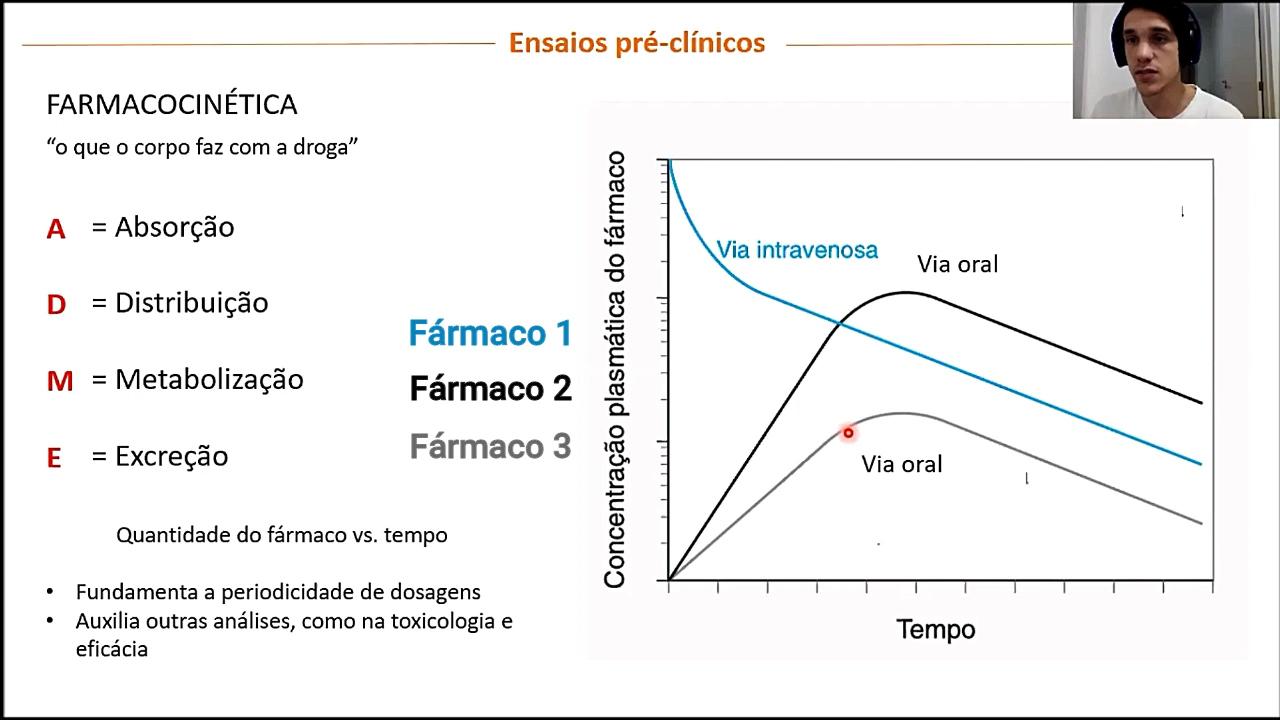 Ensaios pré-clínicos
FARMACOCINÉTICA
“o que o corpo faz com a droga”
A = Absorção
D = Distribuição
M = Metabolização
E = Excreção
Quantidade do fármaco vs. tempo
• Fundamenta a periodicidade de dosagens
• Auxilia outras análises, como na toxicologia e
eficácia
Fármaco 1
Fármaco 2
Fármaco 3
Concentração plasmática do fármaco
Via intravenosa
Via oral
Via oral
Tempo